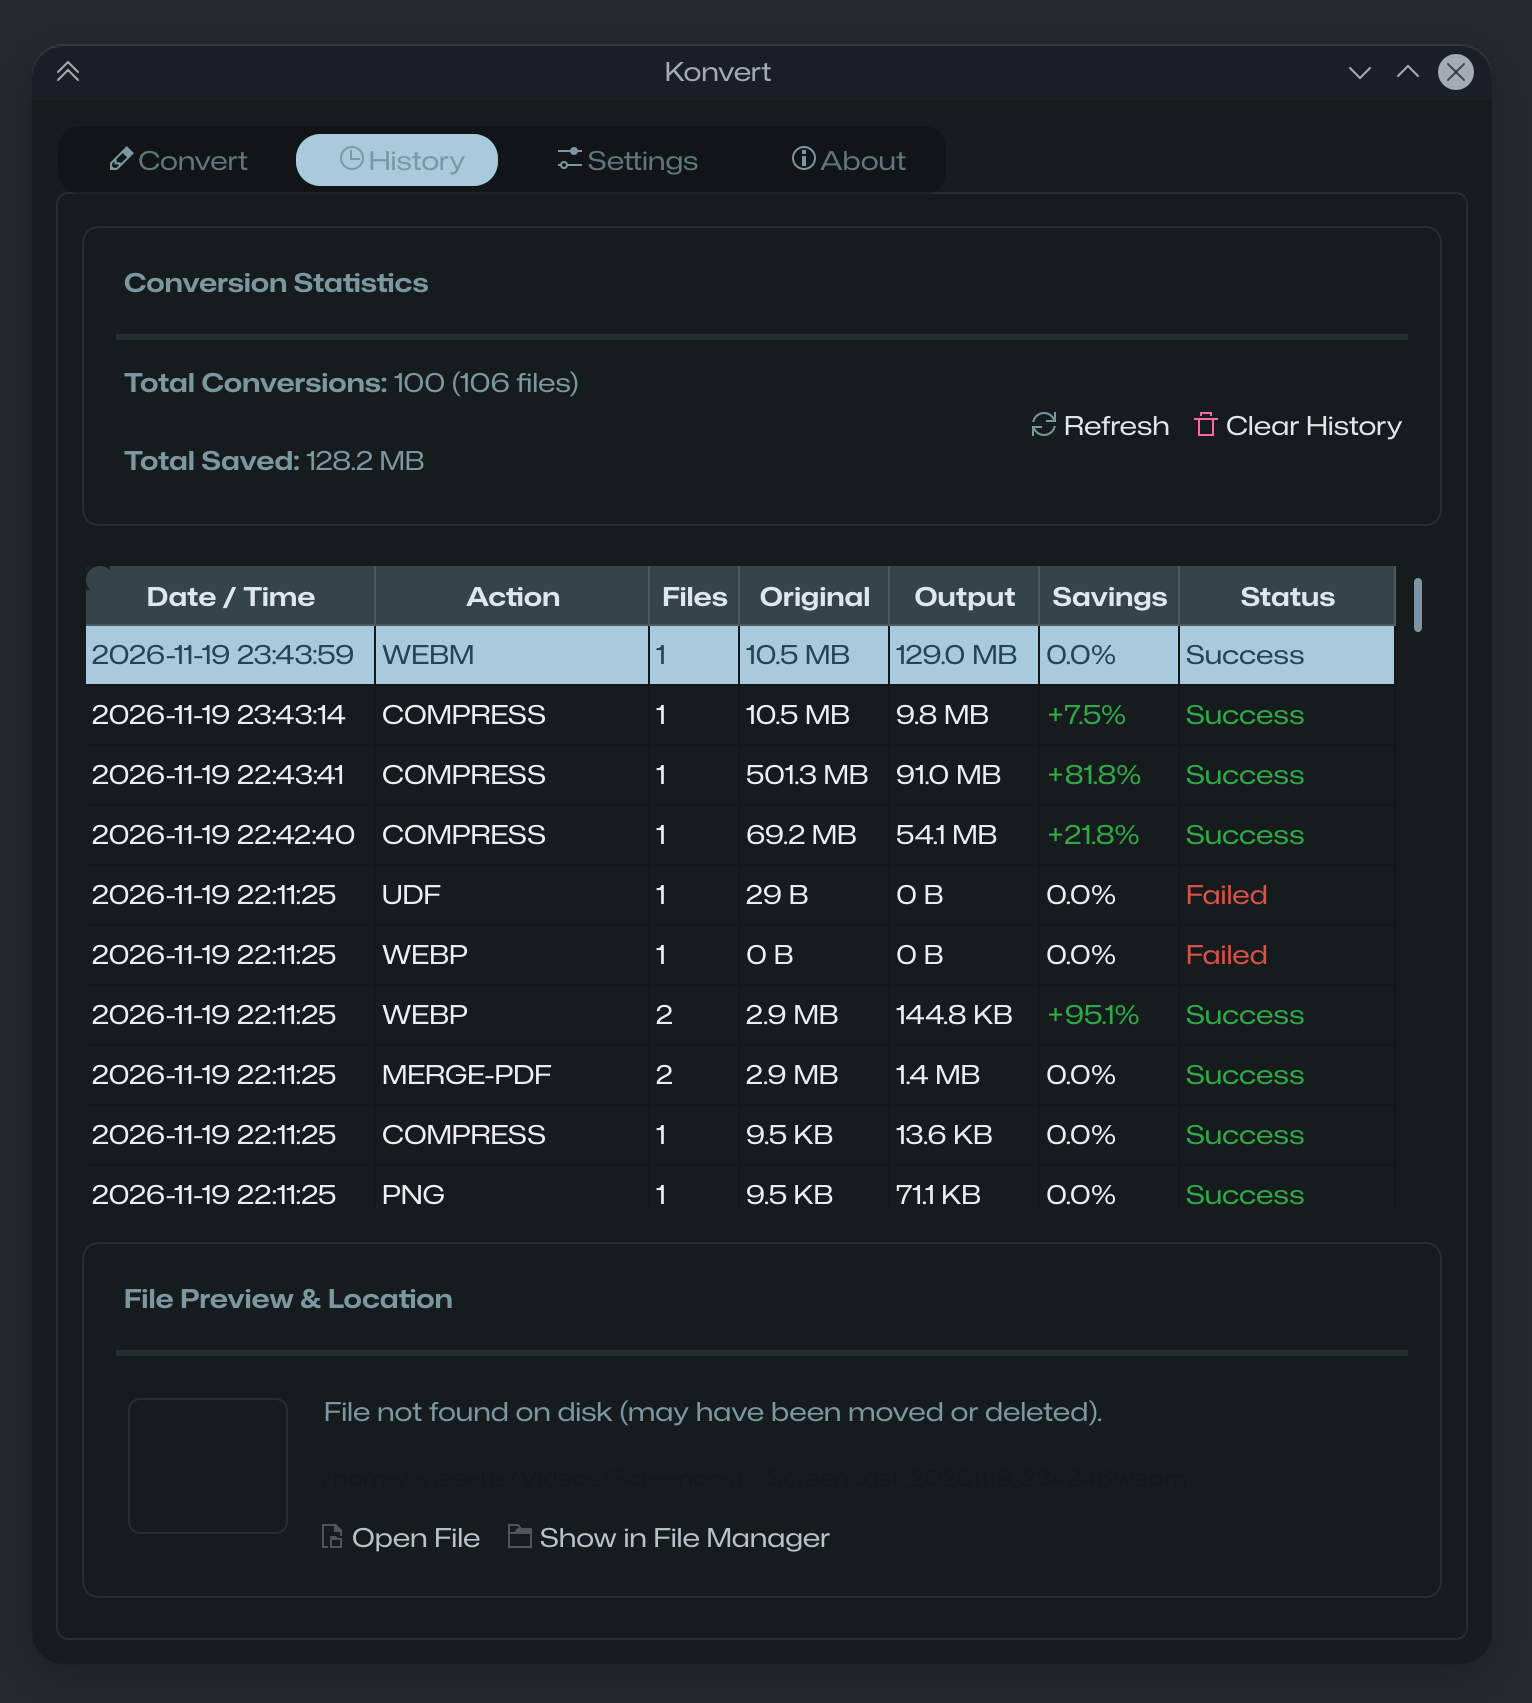 Konvert
Convert History Settings About
Conversion Statistics
Total Conversions: 100 (106 files)
Refresh Clear History
Total Saved: 128.2 MB
Date / Time Action Files Original Output Savings Status
2026-11-19 23:43:59 WEBM 1 10.5 MB 129.0 MB 0.0% Success
2026-11-19 23:43:14 COMPRESS 1 10.5 MB 9.8 MB +7.5% Success
2026-11-19 22:43:41 COMPRESS 1 501.3 MB 91.0 MB +81.8% Success
2026-11-19 22:42:40 COMPRESS 1 69.2 MB 54.1 MB +21.8% Success
2026-11-19 22:11:25 UDF 1 29 B 0 B 0.0% Failed
2026-11-19 22:11:25 WEBP 1 0 B 0 B 0.0% Failed
2026-11-19 22:11:25 WEBP 2 2.9 MB 144.8 KB +95.1% Success
2026-11-19 22:11:25 MERGE-PDF 2 2.9 MB 1.4 MB 0.0% Success
2026-11-19 22:11:25 COMPRESS 1 9.5 KB 13.6 KB 0.0% Success
2026-11-19 22:11:25 PNG 1 9.5 KB 71.1 KB 0.0% Success
File Preview & Location
File not found on disk (may have been moved or deleted).
Open File Show in File Manager